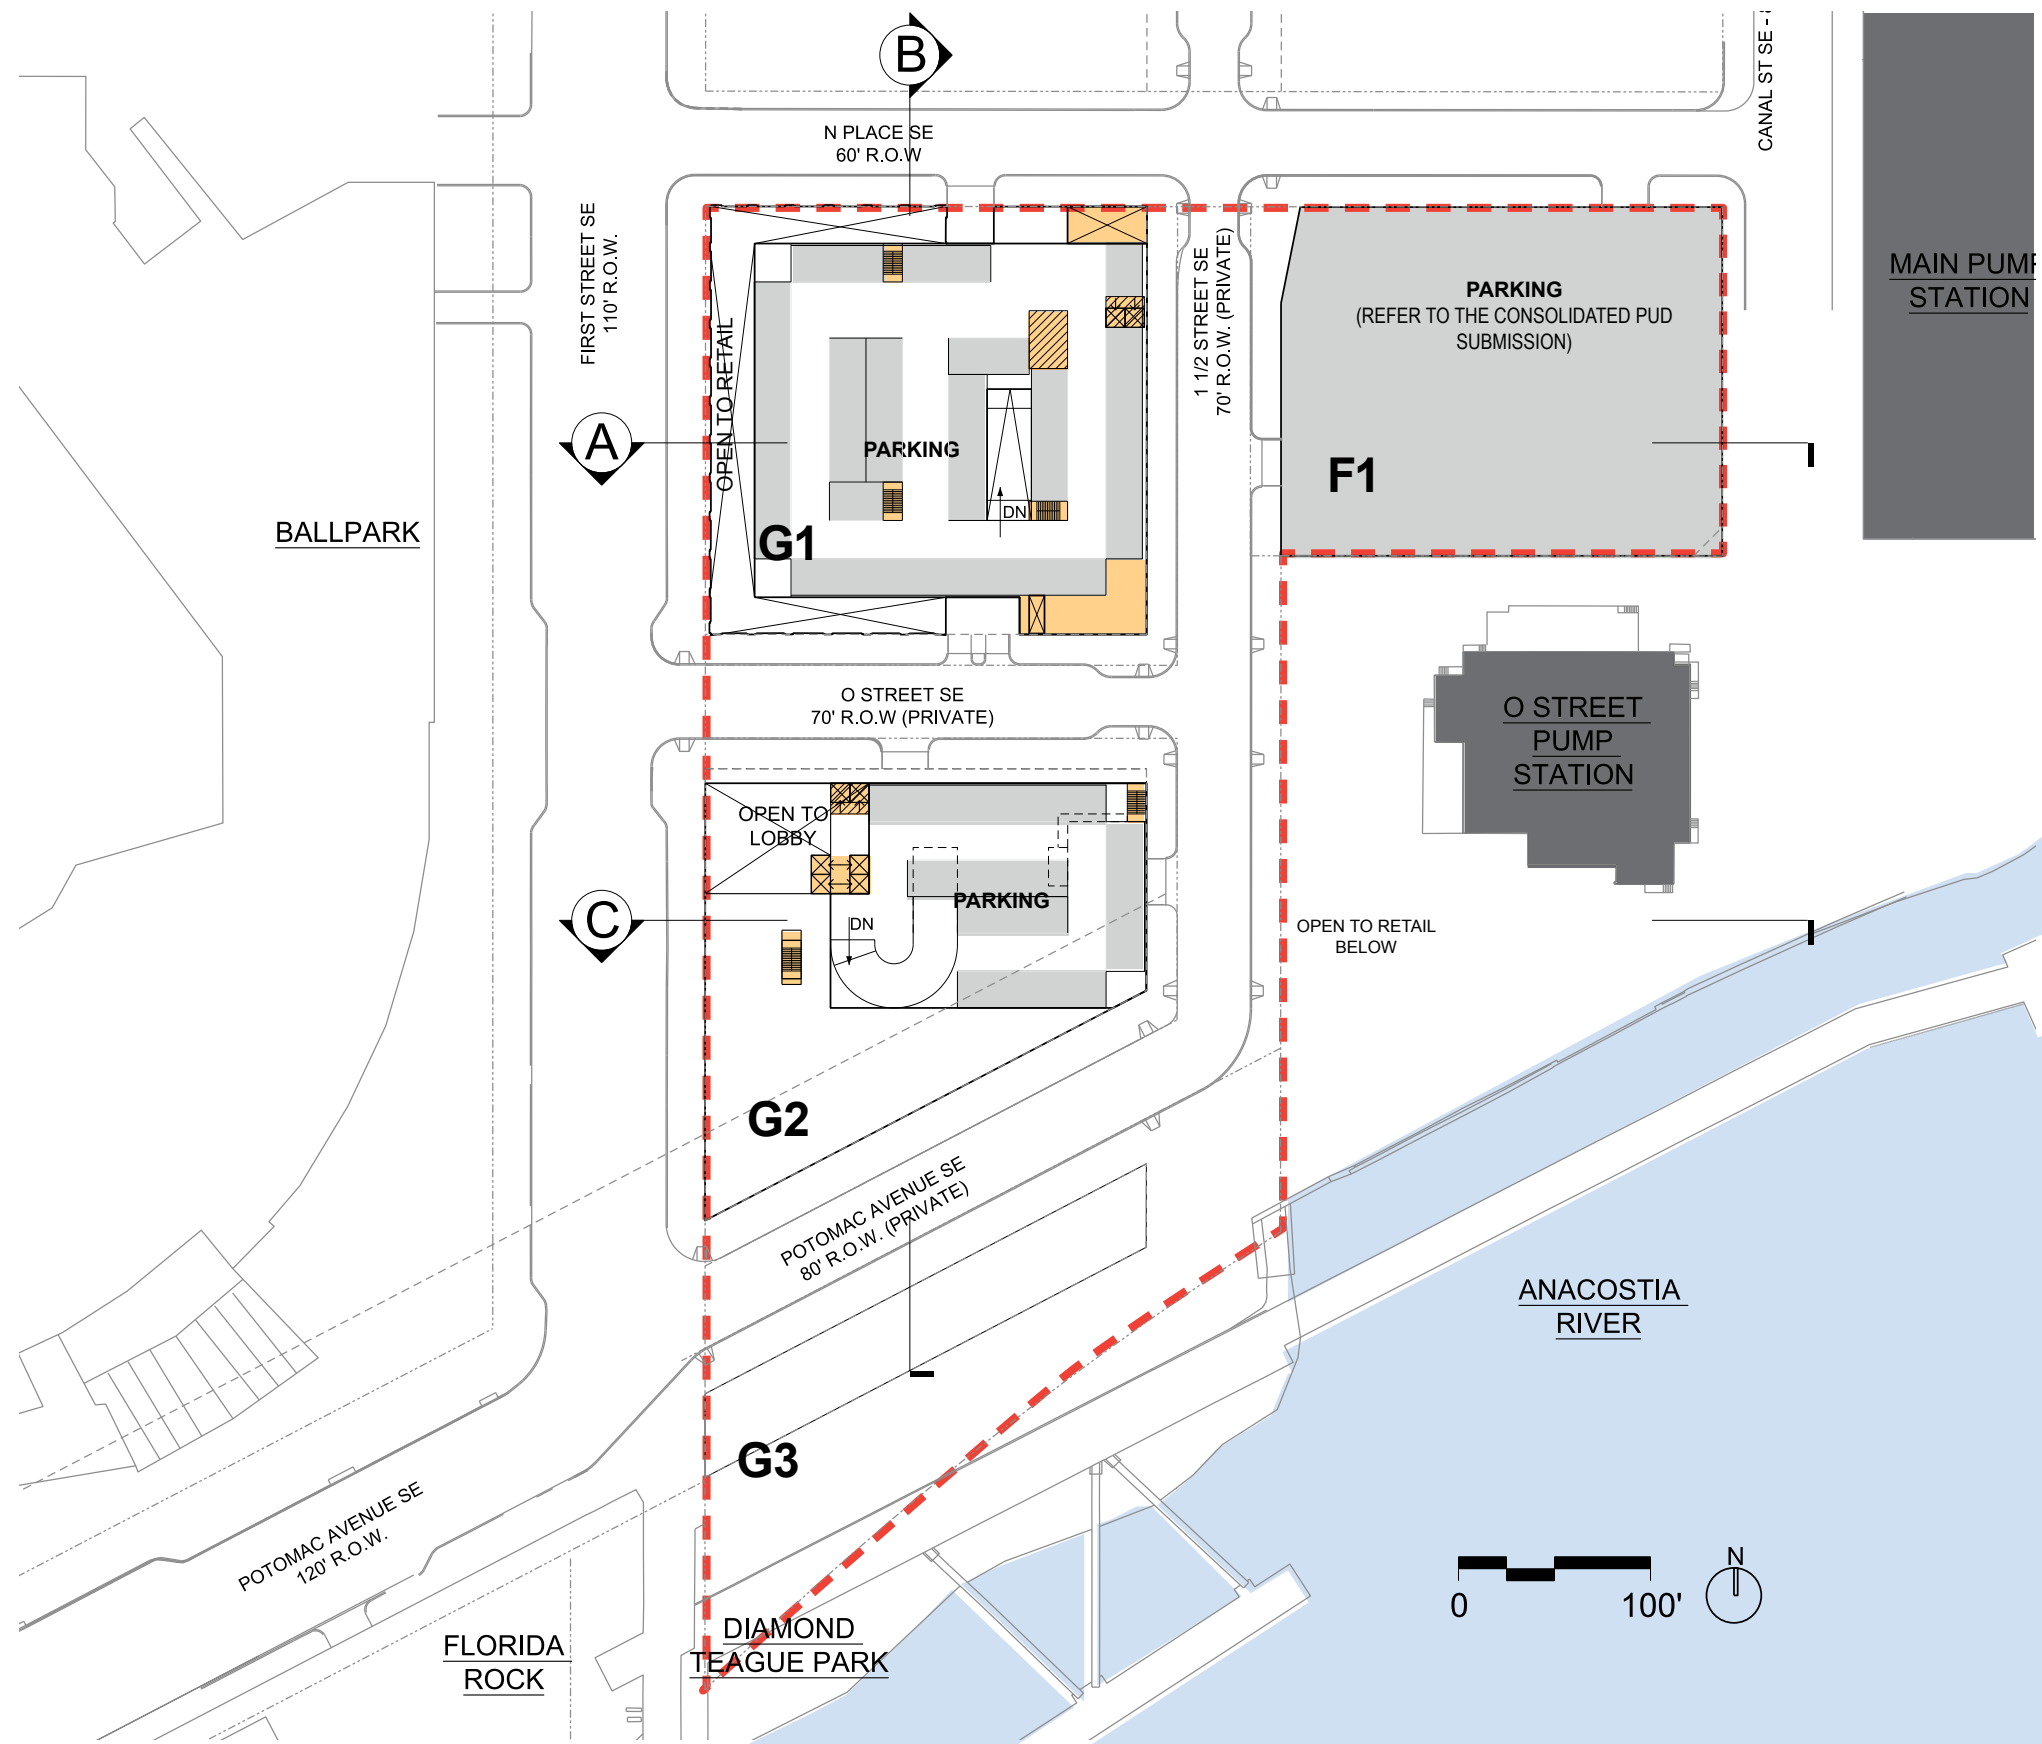 B
CANAL ST SE -
N PLACE SE
60' R.O.W
FIRST STREET SE
110' R.O.W.
1 1/2 STREET SE
70' R.O.W. (PRIVATE)
MAIN PUMP
STATION
PARKING
(REFER TO THE CONSOLIDATED PUD
SUBMISSION)
OPEN TO RETAIL
A
PARKING
F1
DN
G1
BALLPARK
O STREET SE
70' R.O.W (PRIVATE)
O STREET
PUMP
STATION
OPEN TO
LOBBY
PARKING
C
DN
OPEN TO RETAIL
BELOW
G2
POTOMAC AVENUE SE
80' R.O.W. (PRIVATE)
ANACOSTIA
RIVER
G3
POTOMAC AVENUE SE
120' R.O.W.
N
0 100'
FLORIDA
ROCK
DIAMOND
TEAGUE PARK